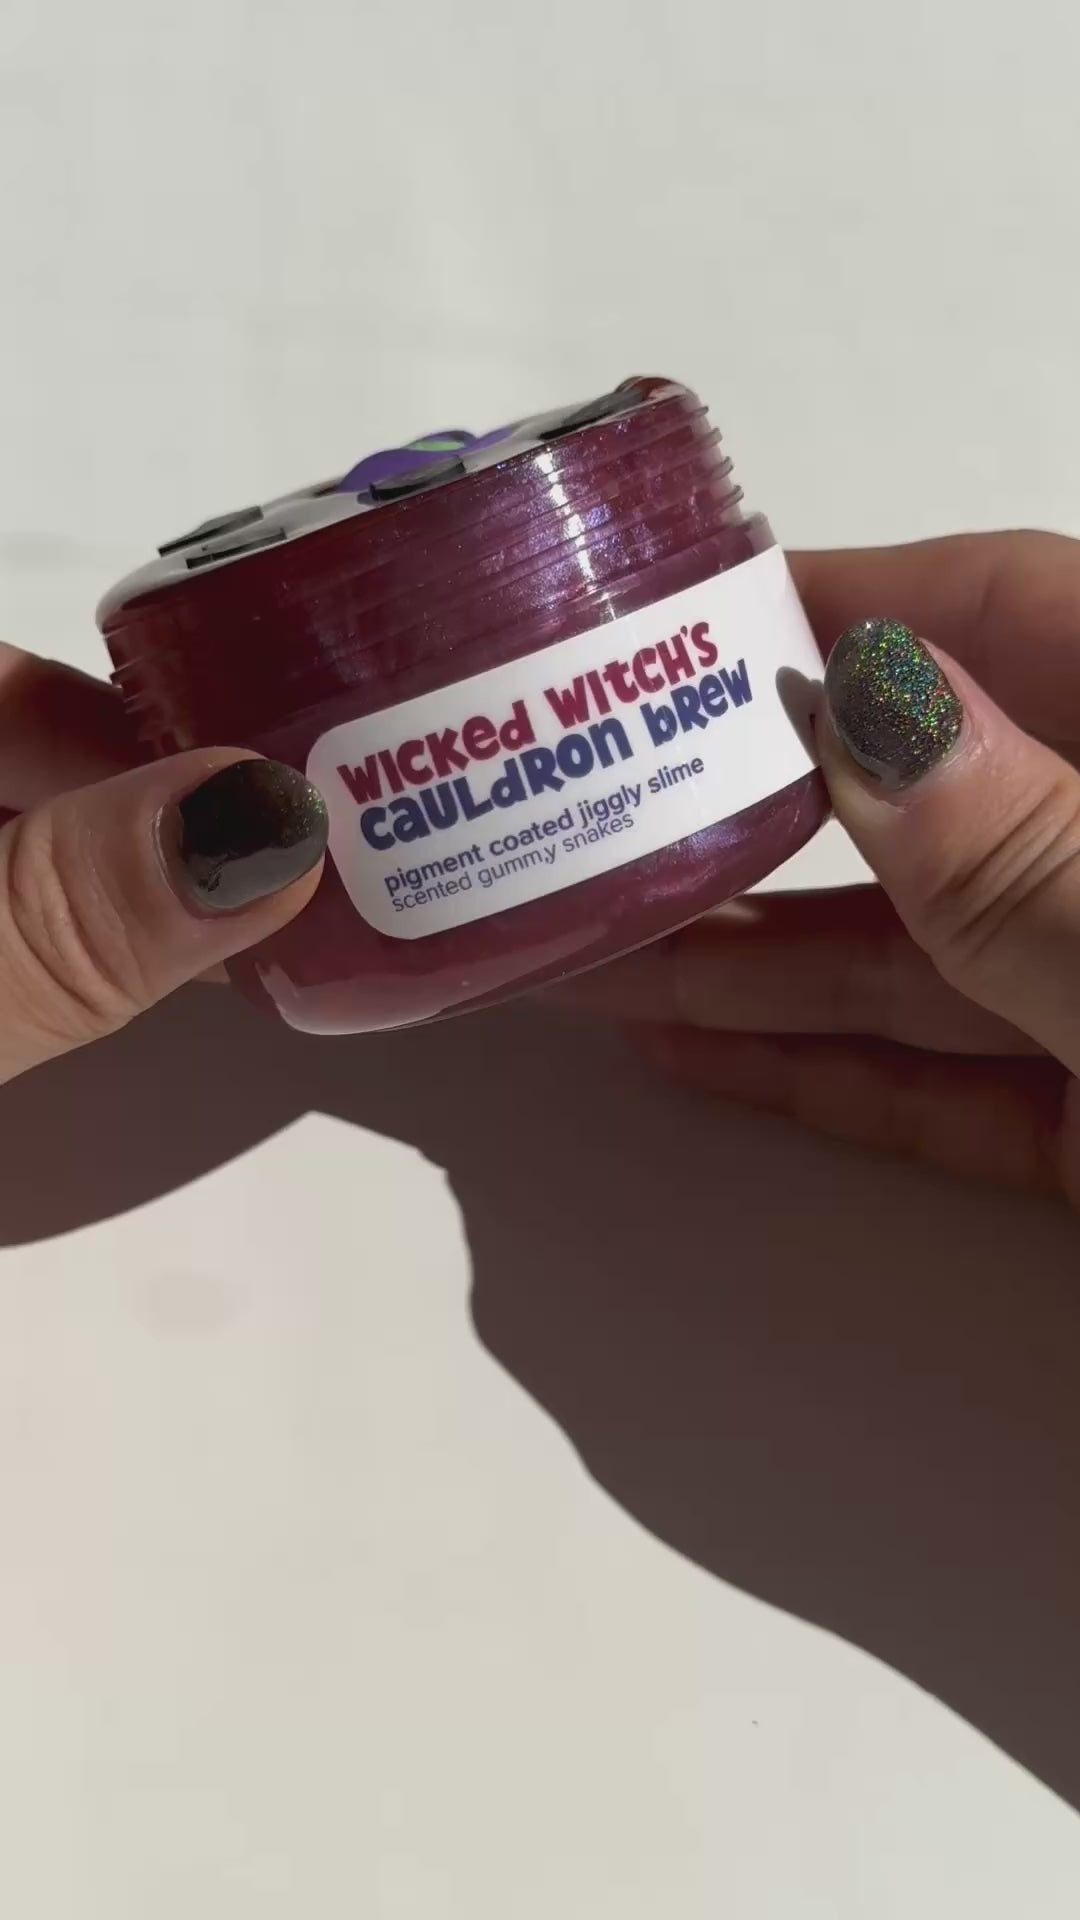 WICKED WITCH'S
CAULDRON BREW
pigment coated jiggly slime
scented gummy snakes